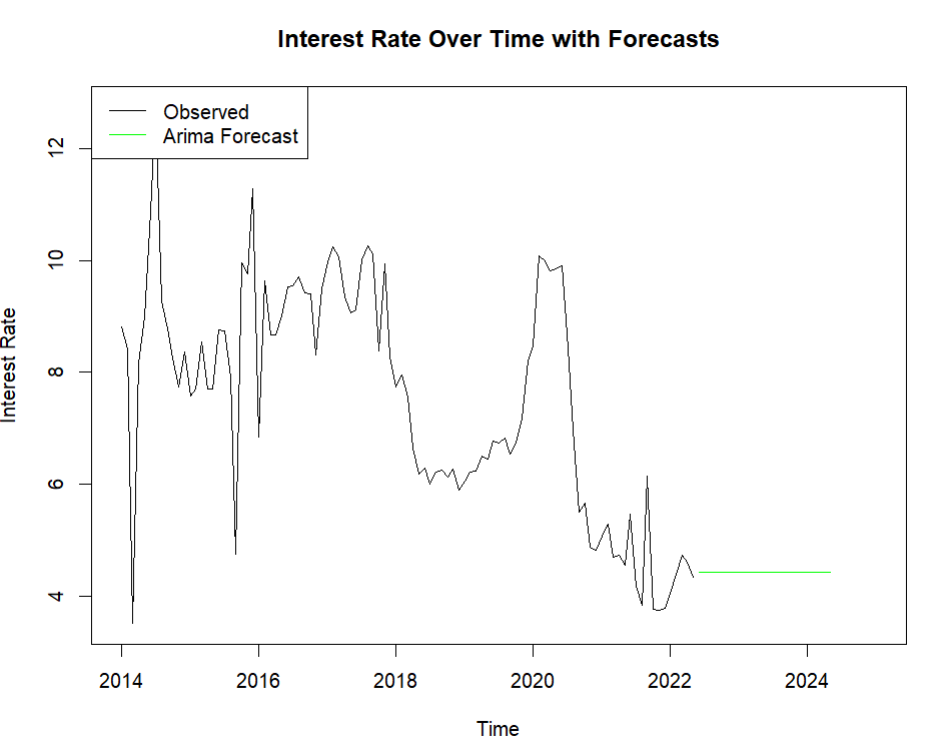 Interest Rate Over Time with Forecasts
Observed
Arima Forecast
Interest Rate
12
10
8
6
4
2014 2016 2018 2020 2022 2024
Time